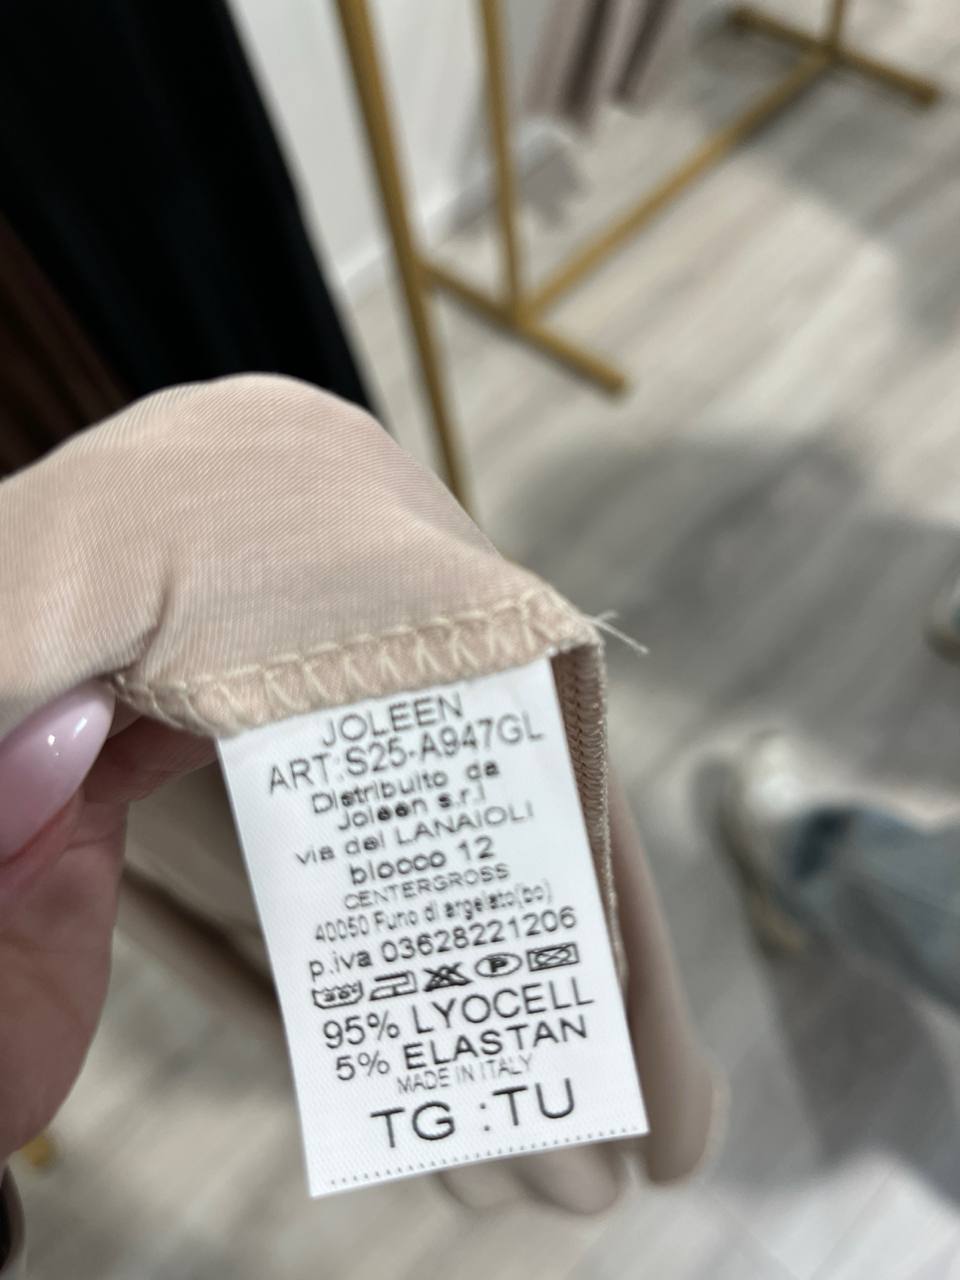 JOLEEN
ART:S25-A947GL
Distribuito da
Joleen s.r.l
via dei LANAIOLI
blocco 12
CENTERGROSS
40050 Funo di argelato(bo)
p.iva 03628221206
P
95% LYOCELL
5% ELASTAN
MADE IN ITALY
TG :TU